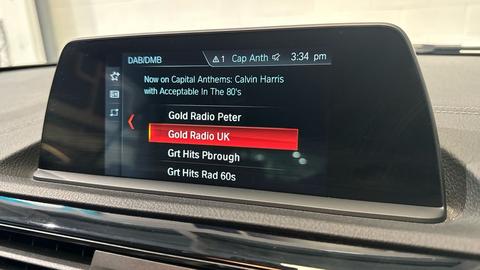 DAB/DMB 1 Cap Anth 3:34 pm
Now on Capital Anthems: Calvin Harris
with Acceptable In The 80's
Gold Radio Peter
Gold Radio UK
Grt Hits Pbrough
Grt Hits Rad 60s